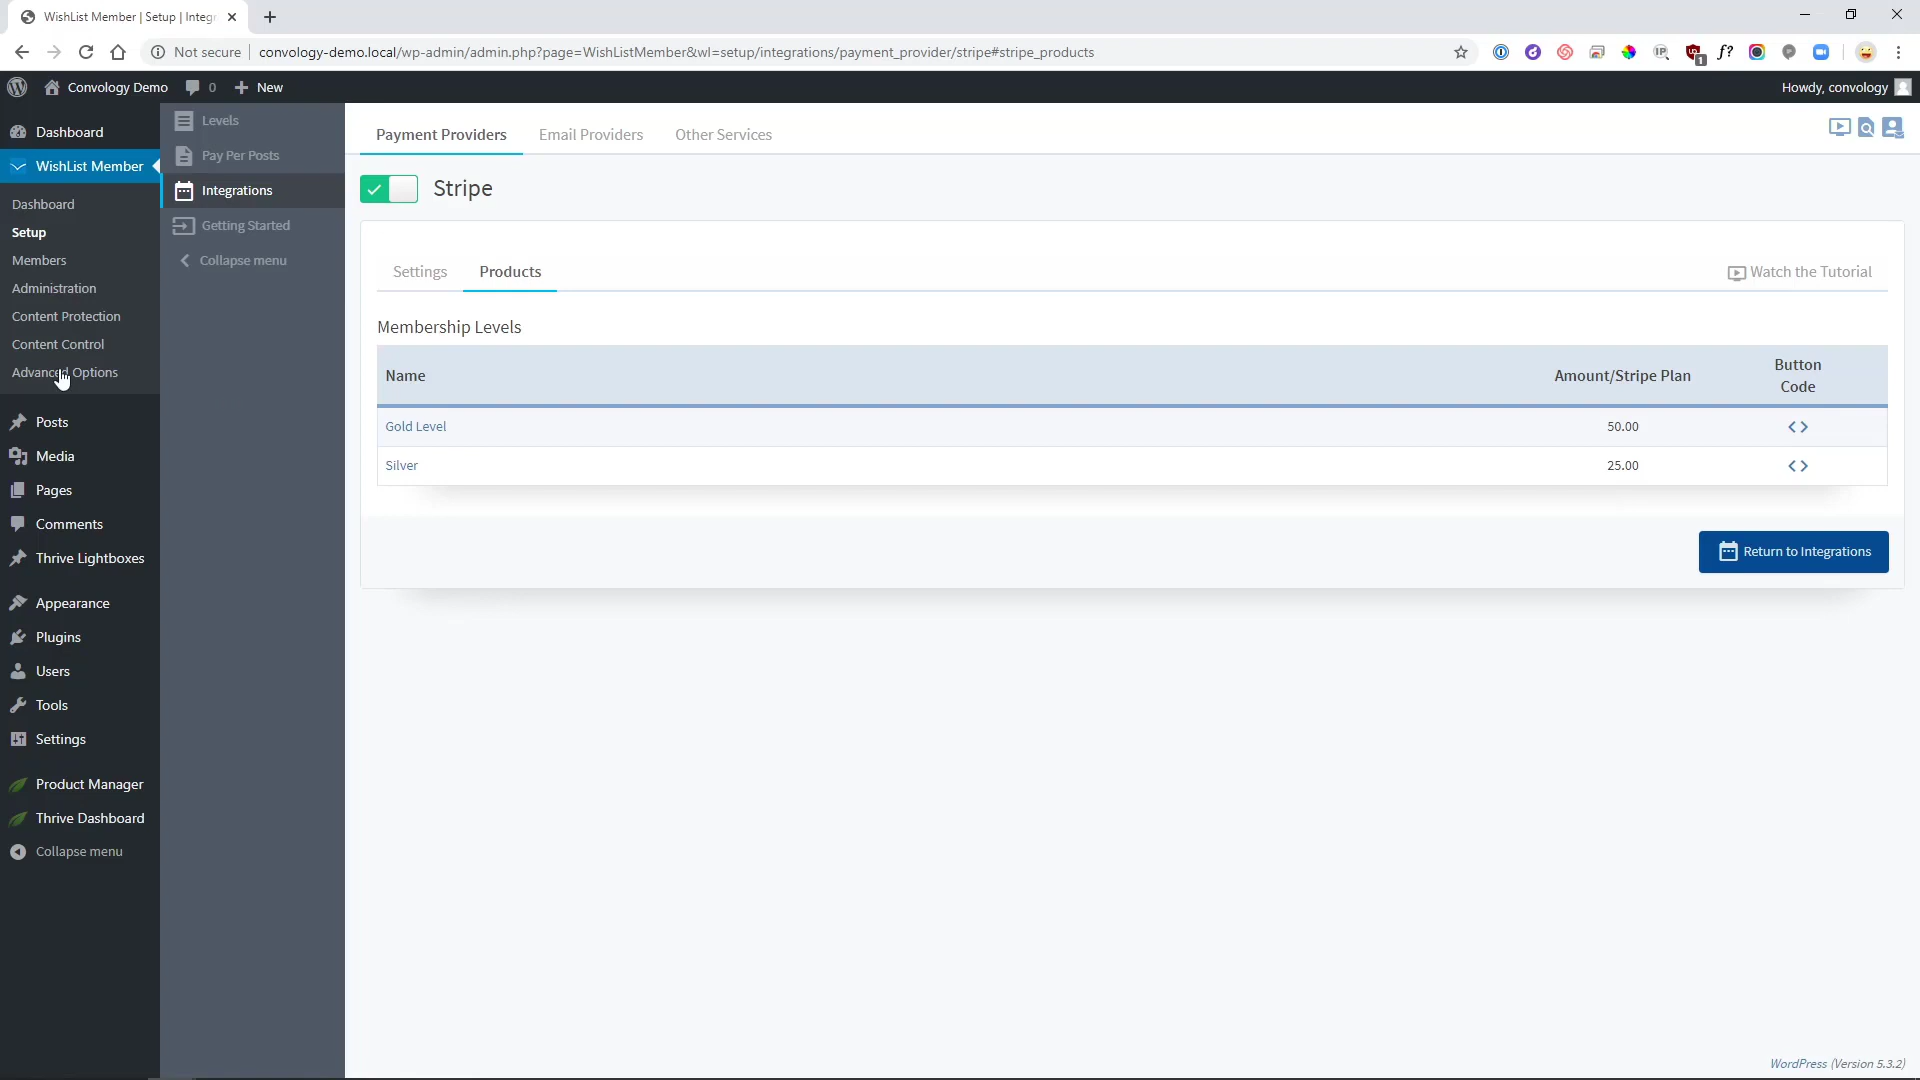 WishList Member | Setup | Integr
Not secure
convology-demo.local/wp-admin/admin.php?page=WishListMember&wl=setup/integrations/payment_provider/stripe#stripe_products
IP
1
f?
Convology Demo
0
New
Howdy, convology
Dashboard
WishList Member
Dashboard
Setup
Members
Administration
Content Protection
Content Control
Advanced Options
Posts
Media
Pages
Comments
Thrive Lightboxes
Appearance
Plugins
Users
Tools
Settings
Product Manager
Thrive Dashboard
Collapse menu
Levels
Pay Per Posts
Integrations
Getting Started
Collapse menu
Payment Providers
Email Providers
Other Services
Stripe
Settings
Products
Watch the Tutorial
Membership Levels
Name
Amount/Stripe Plan
Button
Code
Gold Level
50.00
Silver
25.00
Return to Integrations
WordPress (Version 5.3.2)